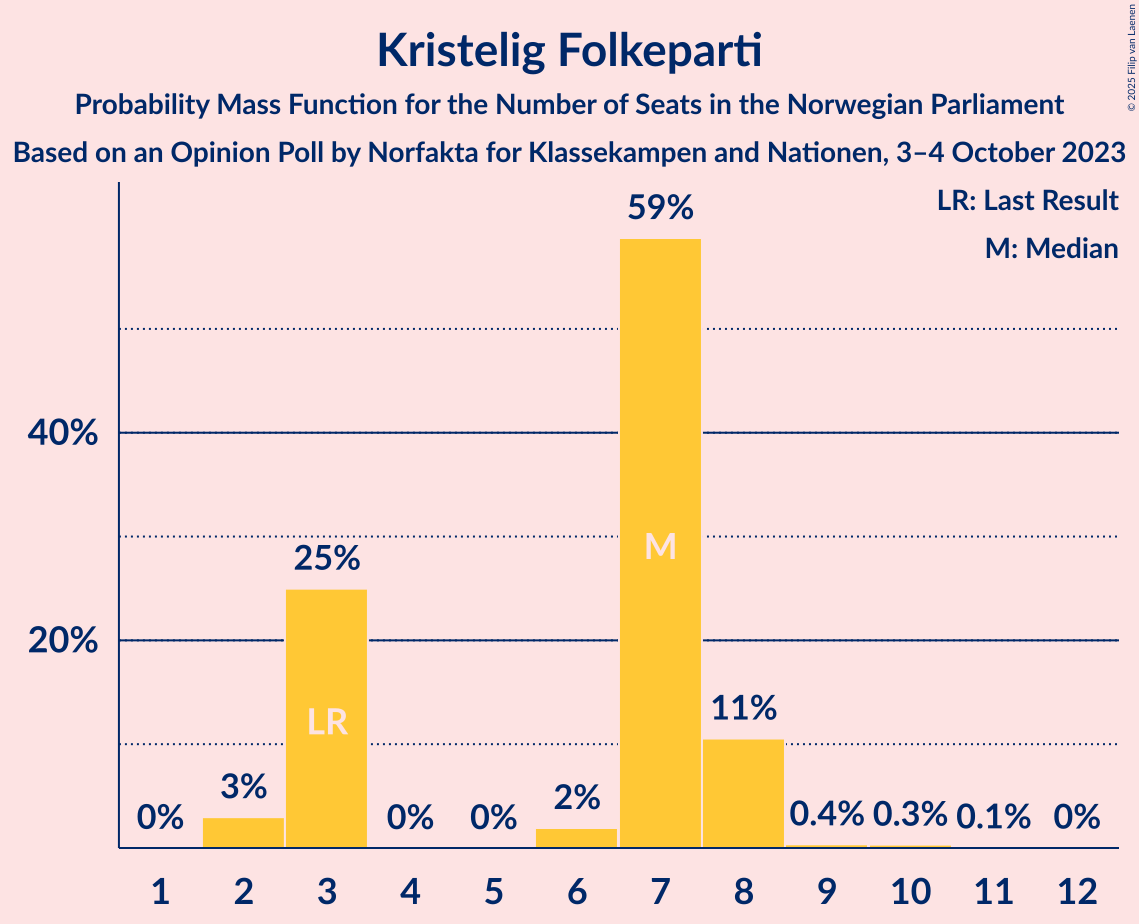 Kristelig Folkeparti
Probability Mass Function for the Number of Seats in the Norwegian Parliament
Based on an Opinion Poll by Norfakta for Klassekampen and Nationen, 3–4 October 2023
© 2025 Filip van Laenen
LR: Last Result
M: Median
59%
40%
M
25%
20%
LR
11%
3%
2%
0%
0%
0%
0.4%
0.3%
0.1%
0%
1 2 3 4 5 6 7 8 9 10 11 12